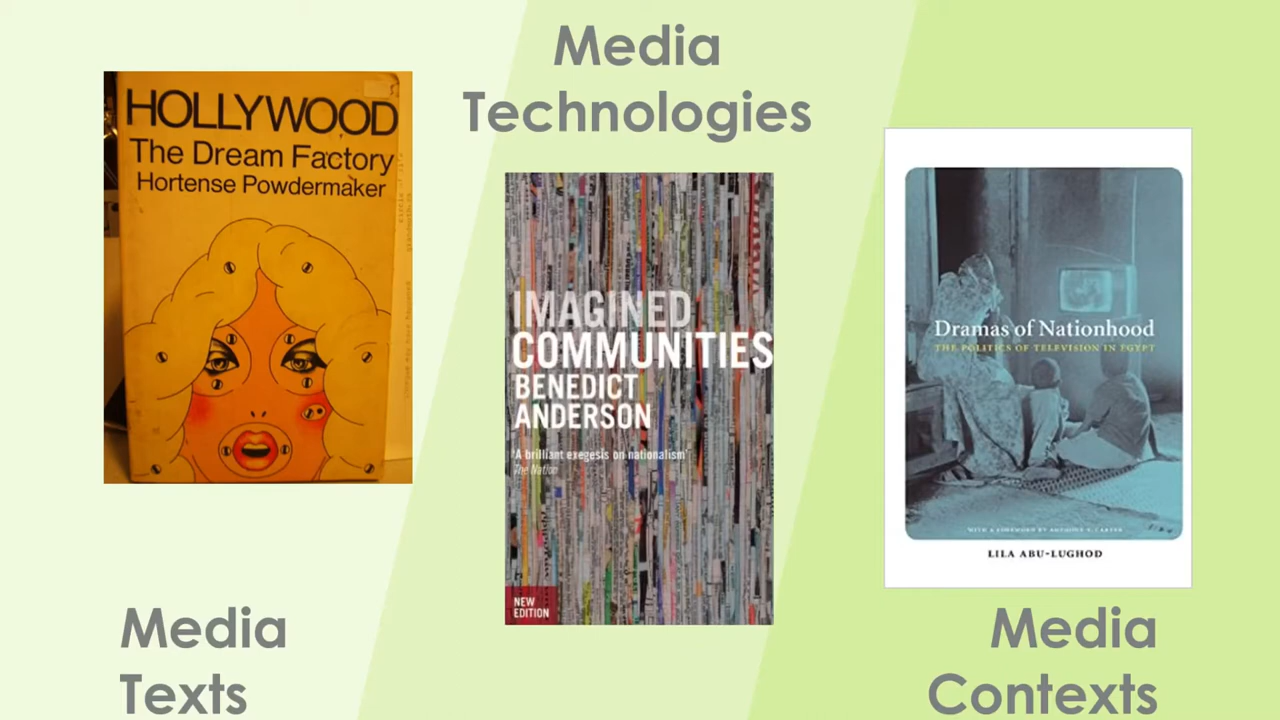 Media
Technologies
HOLLYWOOD
The Dream Factory
Hortense Powdermaker
IMAGINED
COMMUNITIES
BENEDICT
ANDERSON
'A brilliant exegesis on nationalism'
The Nation
NEW
EDITION
Dramas of Nationhood
THE POLITICS OF TELEVISION IN EGYPT
LILA ABU-LUGHOD
Media
Texts
Media
Contexts